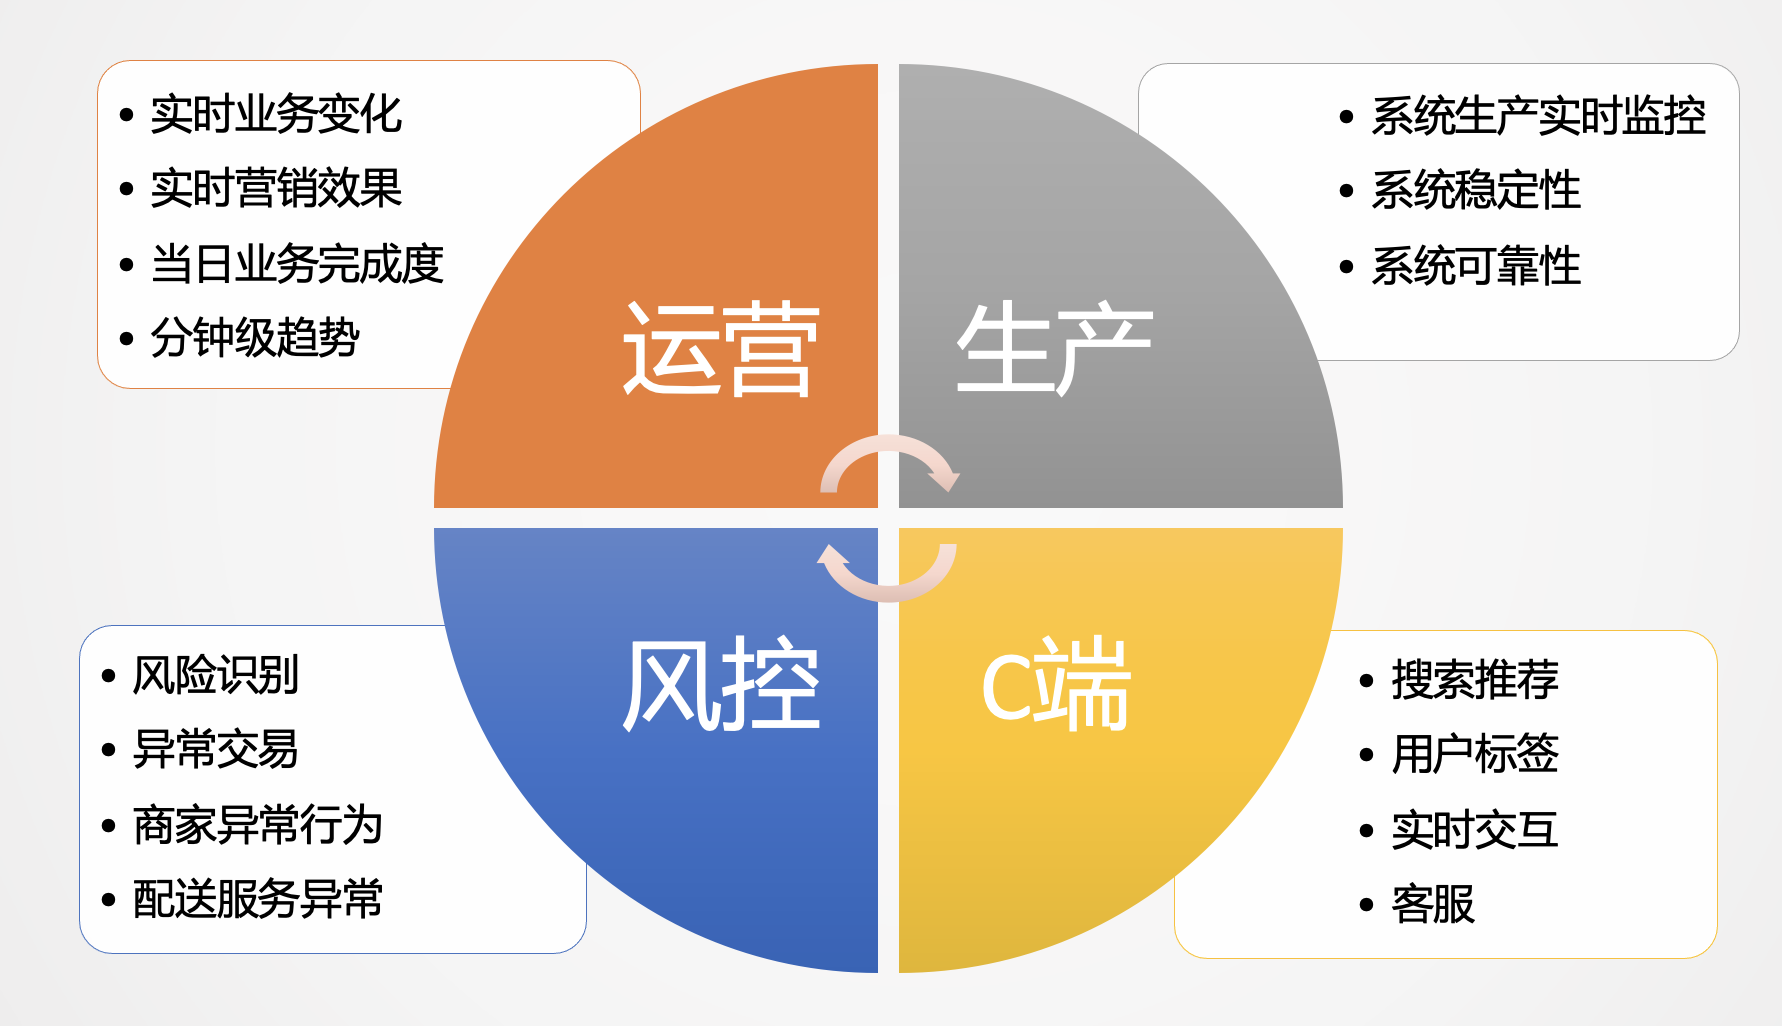 • 实时业务变化
• 实时营销效果
• 当日业务完成度
• 分钟级趋势
运营
• 系统生产实时监控
• 系统稳定性
• 系统可靠性
生产
• 风险识别
• 异常交易
• 商家异常行为
• 配送服务异常
风控
• 搜索推荐
• 用户标签
• 实时交互
• 客服
C端